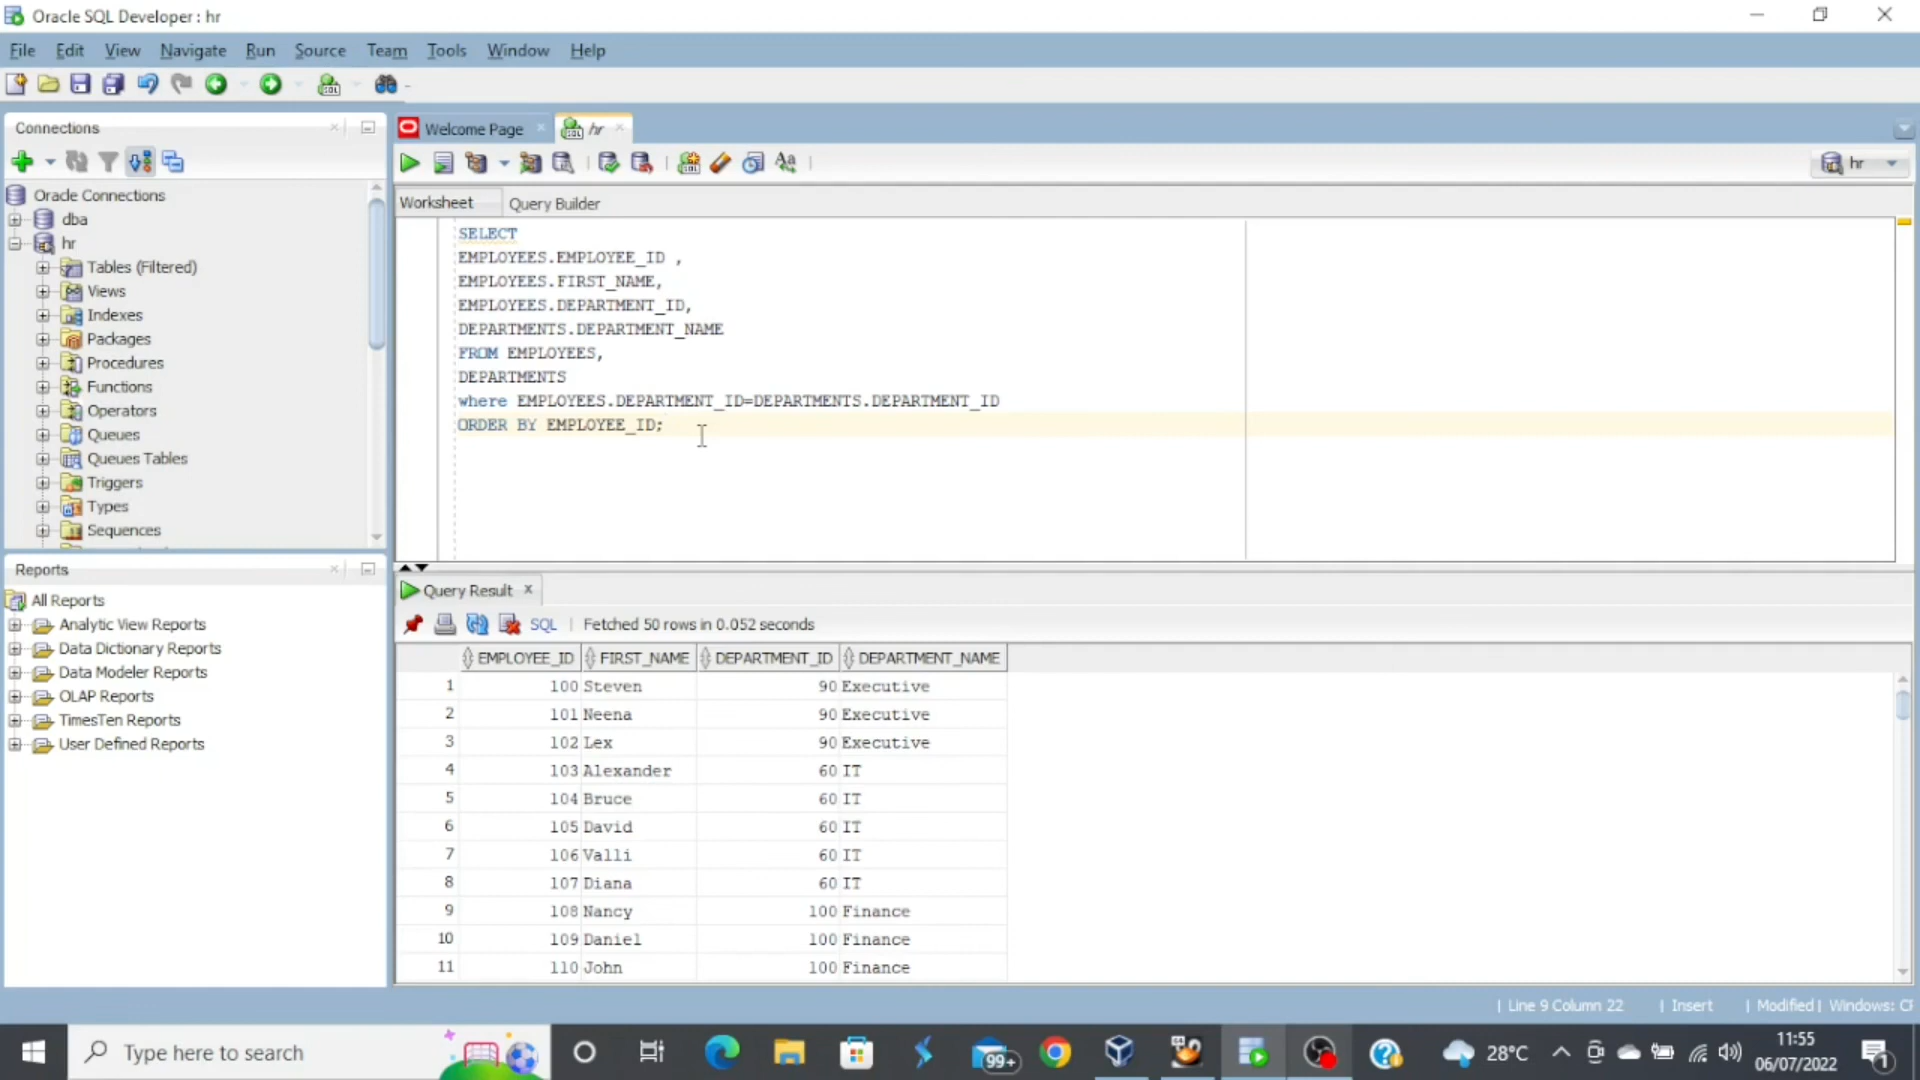 Oracle SQL Developer : hr
File Edit View Navigate Run Source Team Tools Window Help
Connections
Oracle Connections
dba
hr
Tables (Filtered)
Views
Indexes
Packages
Procedures
Functions
Operators
Queues
Queues Tables
Triggers
Types
Sequences
Reports
All Reports
Analytic View Reports
Data Dictionary Reports
Data Modeler Reports
OLAP Reports
TimesTen Reports
User Defined Reports
Welcome Page hr
hr
Worksheet Query Builder
SELECT
EMPLOYEES.EMPLOYEE_ID ,
EMPLOYEES.FIRST_NAME,
EMPLOYEES.DEPARTMENT_ID,
DEPARTMENTS.DEPARTMENT_NAME
FROM EMPLOYEES,
DEPARTMENTS
where EMPLOYEES.DEPARTMENT_ID=DEPARTMENTS.DEPARTMENT_ID
ORDER BY EMPLOYEE_ID;
Query Result
SQL | Fetched 50 rows in 0.052 seconds
EMPLOYEE_ID FIRST_NAME DEPARTMENT_ID DEPARTMENT_NAME
1 100 Steven 90 Executive
2 101 Neena 90 Executive
3 102 Lex 90 Executive
4 103 Alexander 60 IT
5 104 Bruce 60 IT
6 105 David 60 IT
7 106 Valli 60 IT
8 107 Diana 60 IT
9 108 Nancy 100 Finance
10 109 Daniel 100 Finance
11 110 John 100 Finance
| Line 9 Column 22 | Insert | Modified | Windows: C
Type here to search
99+
28°C
11:55
06/07/2022
1